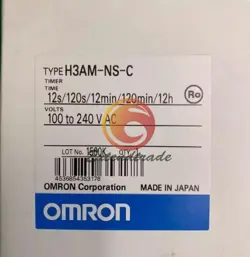 TYPE H3AM-NS-C
TIMER
TIME
12s/120s/12min/120min/12h
Ro
VOLTS
100 to 240 V AC
LOT No.
OMRON Corporation MADE IN JAPAN
OMRON